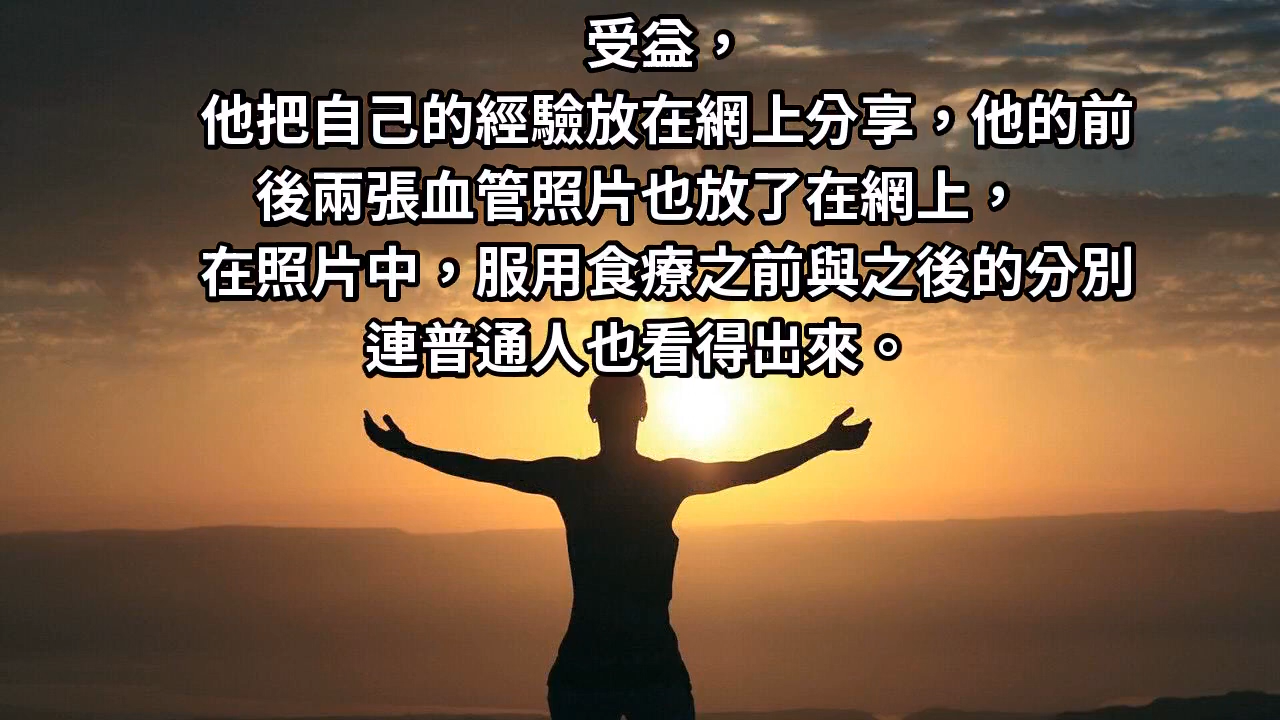 受益，
他把自己的經驗放在網上分享，他的前
後兩張血管照片也放了在網上，
在照片中，服用食療之前與之後的分別
連普通人也看得出來。